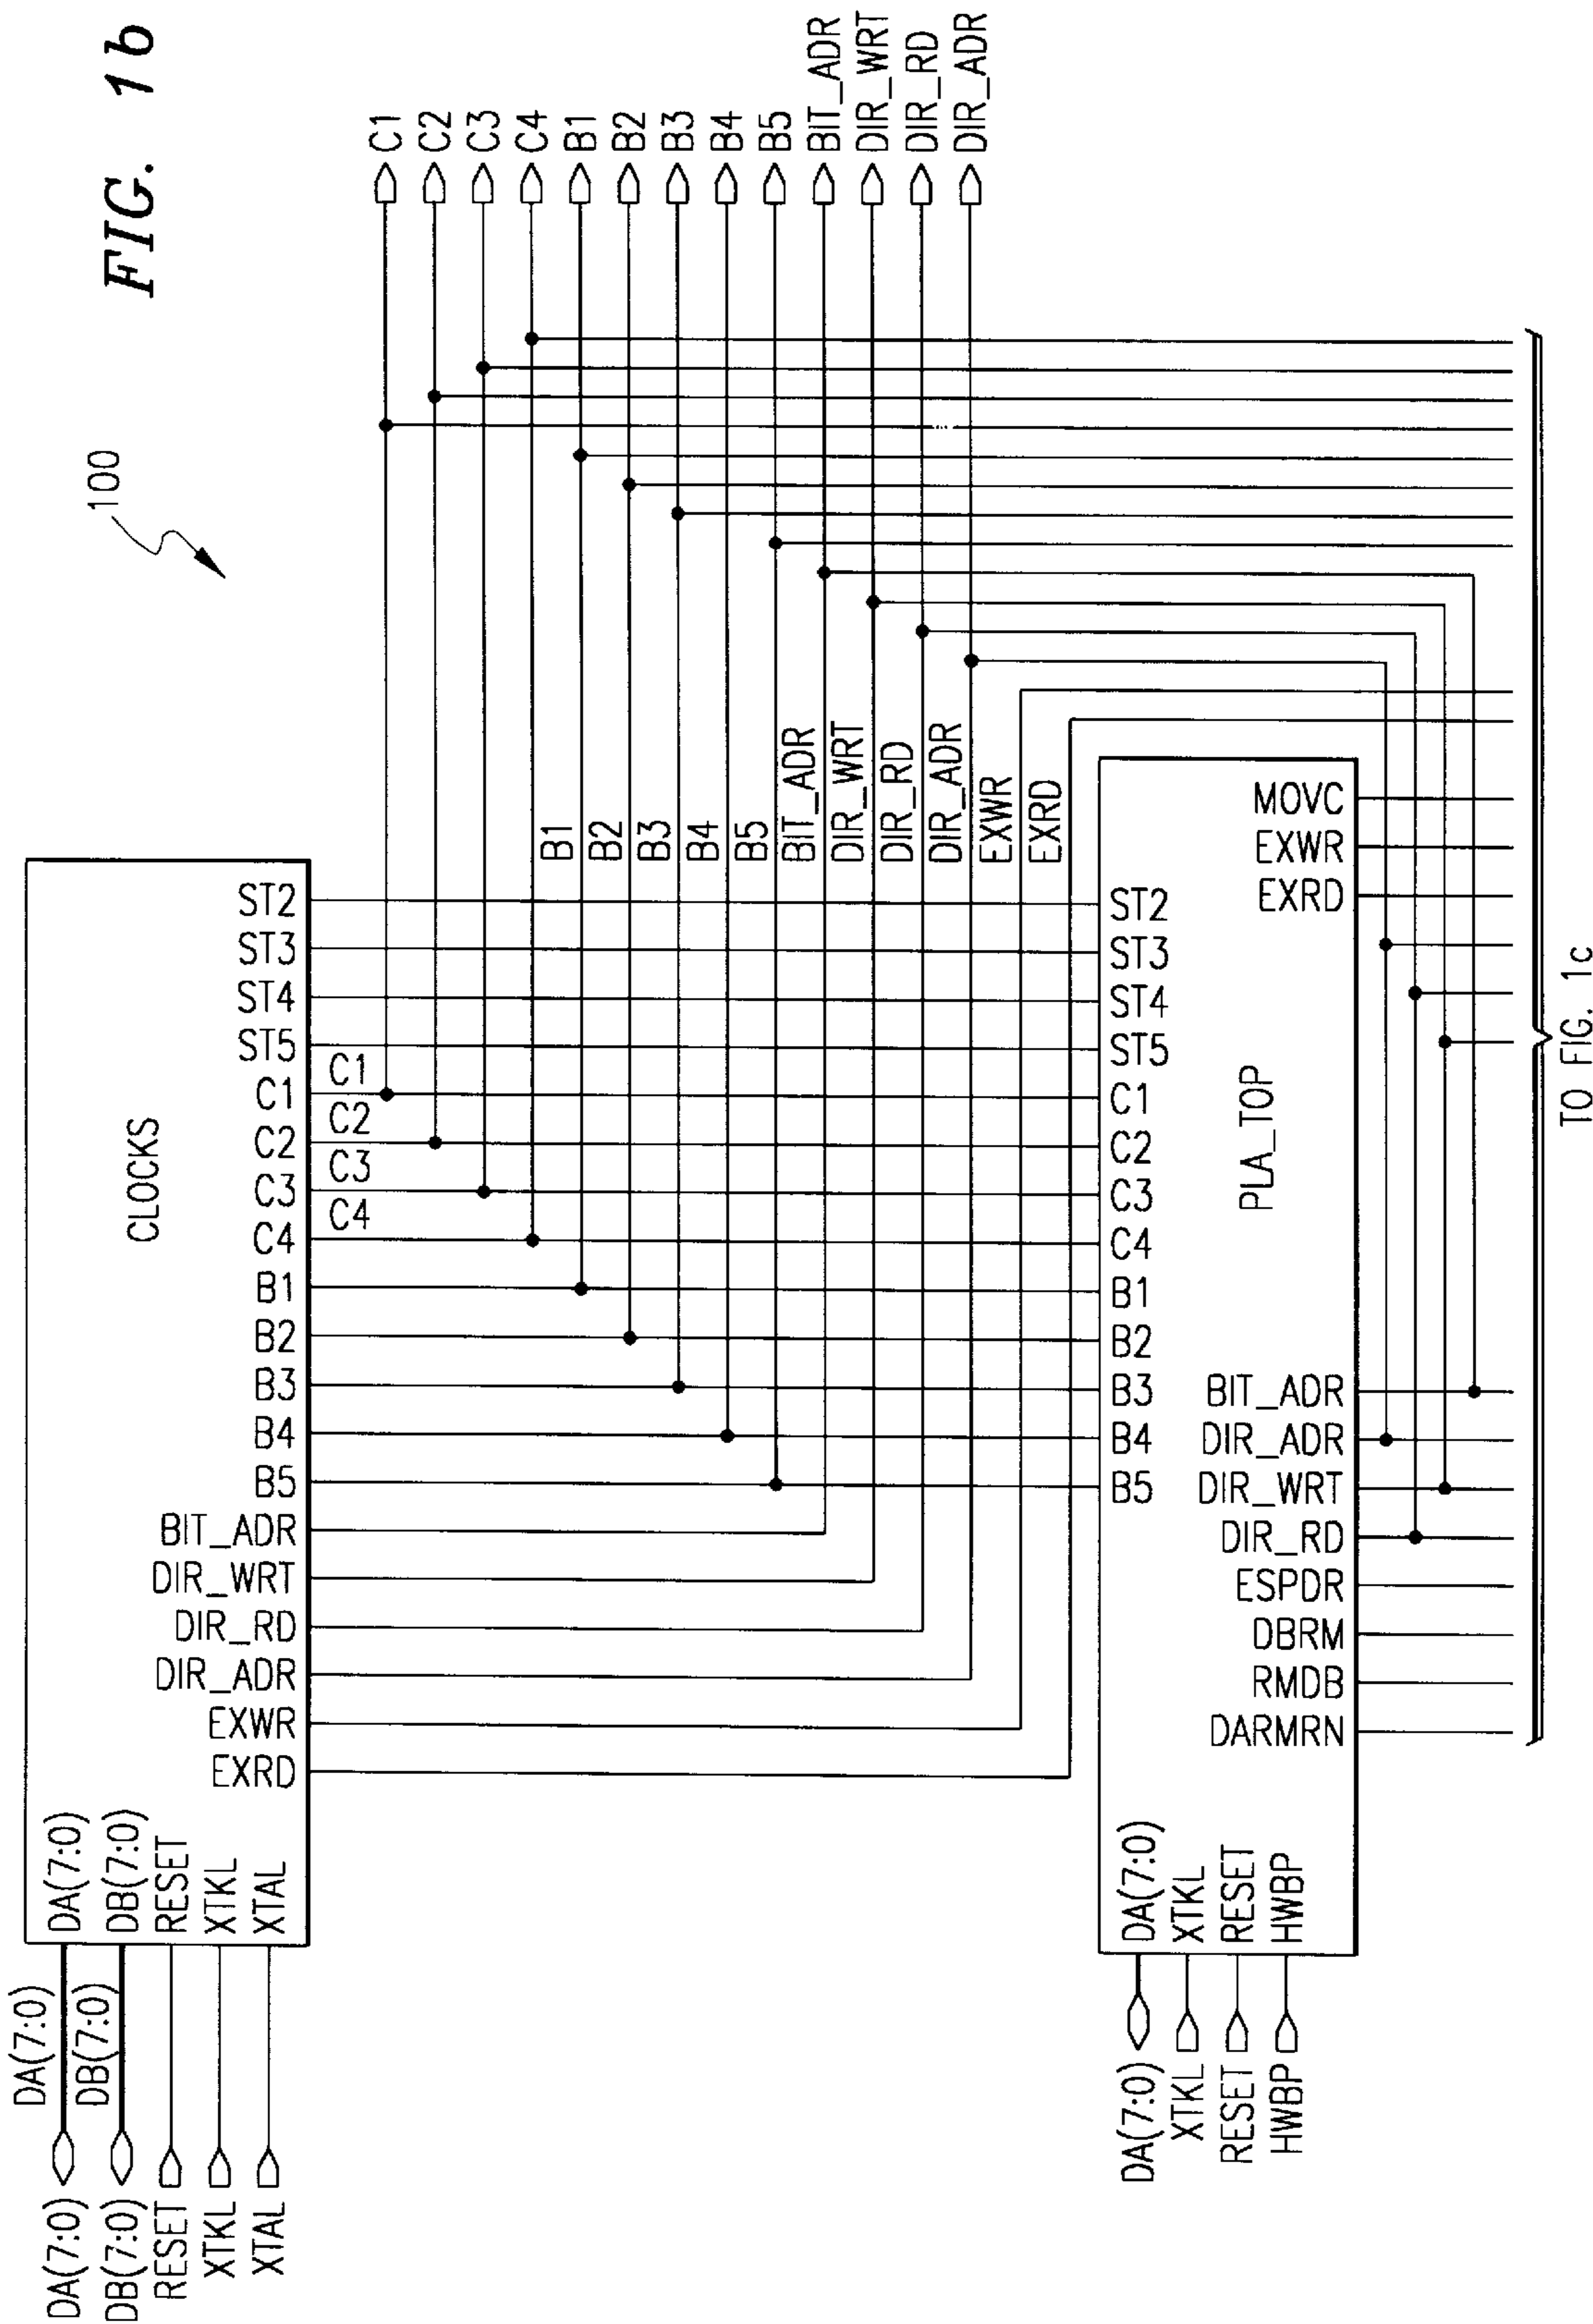 FIG. 1b
100
CLOCKS
DA(7:0)
DB(7:0)
RESET
XTKL
XTAL
DA(7:0)
DB(7:0)
DA(7:0)
DB(7:0)
RESET
XTKL
XTAL
EXRD
EXWR
DIR_ADR
DIR_RD
DIR_WRT
BIT_ADR
B5
B4
B3
B2
B1
C4
C3
C2
C1
ST5
ST4
ST3
ST2
C4
C3
C2
C1
B1
B2
B3
B4
B5
BIT_ADR
DIR_WRT
DIR_RD
DIR_ADR
EXWR
EXRD
C1
C2
C3
C4
B1
B2
B3
B4
B5
BIT_ADR
DIR_WRT
DIR_RD
DIR_ADR
PLA_TOP
DA(7:0)
XTKL
RESET
HWBP
DA(7:0)
XTKL
RESET
HWBP
B5
B4
B3
B2
B1
C4
C3
C2
C1
ST5
ST4
ST3
ST2
DARMRN
RMDB
DBRM
ESPDR
DIR_RD
DIR_WRT
DIR_ADR
BIT_ADR
EXRD
EXWR
MOVC
TO FIG. 1c